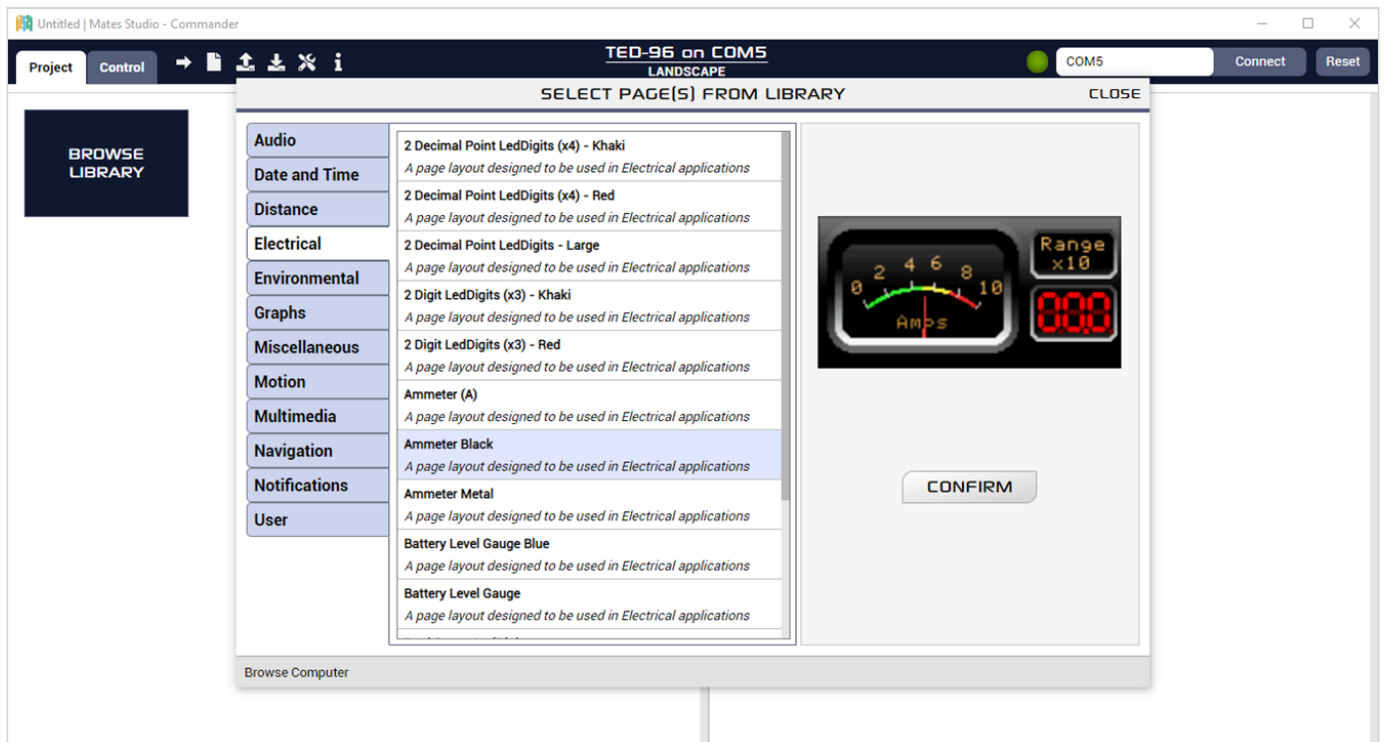 Untitled | Mates Studio - Commander
Project
Control
TED-96 on COM5
LANDSCAPE
COM5
Connect
Reset
BROWSE
LIBRARY
SELECT PAGE(S) FROM LIBRARY
CLOSE
Audio
Date and Time
Distance
Electrical
Environmental
Graphs
Miscellaneous
Motion
Multimedia
Navigation
Notifications
User
2 Decimal Point LedDigits (x4) - Khaki
A page layout designed to be used in Electrical applications
2 Decimal Point LedDigits (x4) - Red
A page layout designed to be used in Electrical applications
2 Decimal Point LedDigits - Large
A page layout designed to be used in Electrical applications
2 Digit LedDigits (x3) - Khaki
A page layout designed to be used in Electrical applications
2 Digit LedDigits (x3) - Red
A page layout designed to be used in Electrical applications
Ammeter (A)
A page layout designed to be used in Electrical applications
Ammeter Black
A page layout designed to be used in Electrical applications
Ammeter Metal
A page layout designed to be used in Electrical applications
Battery Level Gauge Blue
A page layout designed to be used in Electrical applications
Battery Level Gauge
A page layout designed to be used in Electrical applications
0 2 4 6 8 10
Amps
Range
x10
00.0
CONFIRM
Browse Computer